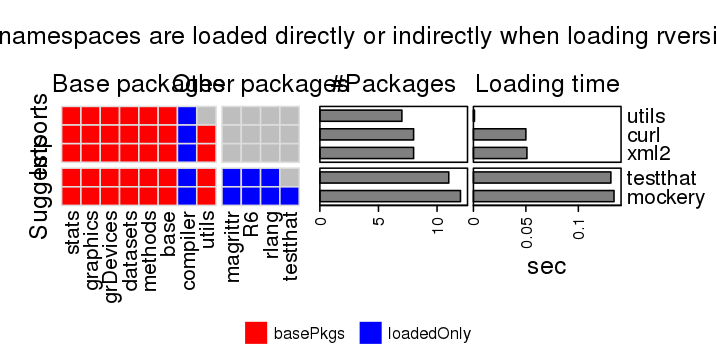 namespaces are loaded directly or indirectly when loading rversi
Base packages
Other packages
#Packages
Loading time
Imports
Suggests
utils
curl
xml2
testthat
mockery
stats
graphics
grDevices
datasets
methods
base
compiler
utils
magrittr
R6
rlang
testthat
0
5
10
0
0.05
0.1
sec
basePkgs
loadedOnly